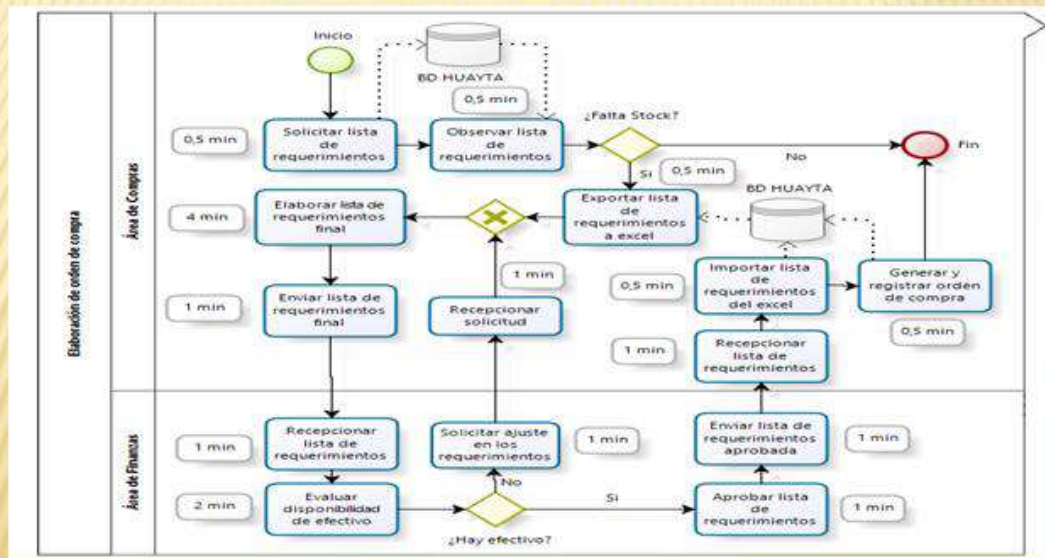 Elaboración de orden de compra
Área de Compras
Inicio
BD HUAYTA
0,5 min
Solicitar lista
de
requerimientos
0,5 min
Observar lista
de
requerimientos
¿Falta Stock?
No
Fin
Si
0,5 min
Exportar lista
de
requerimientos
a excel
BD HUAYTA
4 min
Elaborar lista de
requerimientos
final
1 min
Enviar lista de
requerimientos
final
1 min
Recepcionar
solicitud
0,5 min
Importar lista
de
requerimientos
del excel
Generar y
registrar orden
de compra
0,5 min
1 min
Recepcionar
lista de
requerimientos
Área de Finanzas
1 min
Recepcionar
lista de
requerimientos
Solicitar ajuste
en los
requerimientos
1 min
Enviar lista de
requerimientos
aprobada
1 min
2 min
Evaluar
disponibilidad
de efectivo
No
¿Hay efectivo?
Si
Aprobar lista
de
requerimientos
1 min